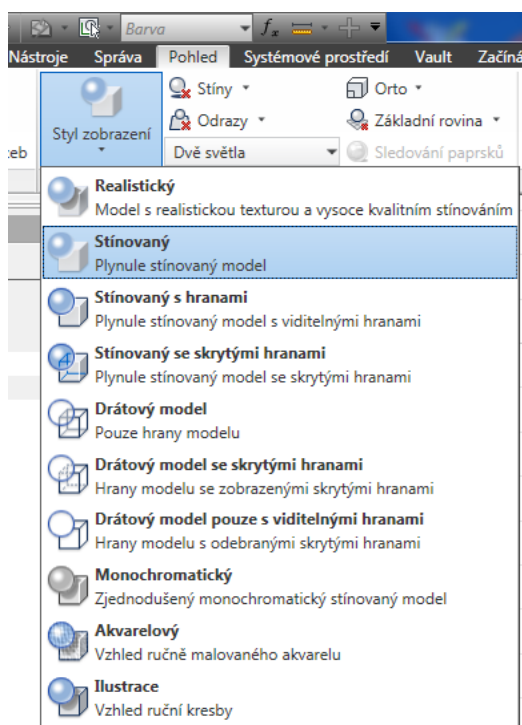 Barva
fx
Nástroje Správa Pohled Systémové prostředí Vault Začíná
Stíny Orto
Odrazy Základní rovina
Styl zobrazení
eb Dvě světla Sledování paprsků
Realistický
Model s realistickou texturou a vysoce kvalitním stínováním
Stínovaný
Plynule stínovaný model
Stínovaný s hranami
Plynule stínovaný model s viditelnými hranami
Stínovaný se skrytými hranami
Plynule stínovaný model se skrytými hranami
Drátový model
Pouze hrany modelu
Drátový model se skrytými hranami
Hrany modelu se zobrazenými skrytými hranami
Drátový model pouze s viditelnými hranami
Hrany modelu s odebranými skrytými hranami
Monochromatický
Zjednodušený monochromatický stínovaný model
Akvarelový
Vzhled ručně malovaného akvarelu
Ilustrace
Vzhled ruční kresby